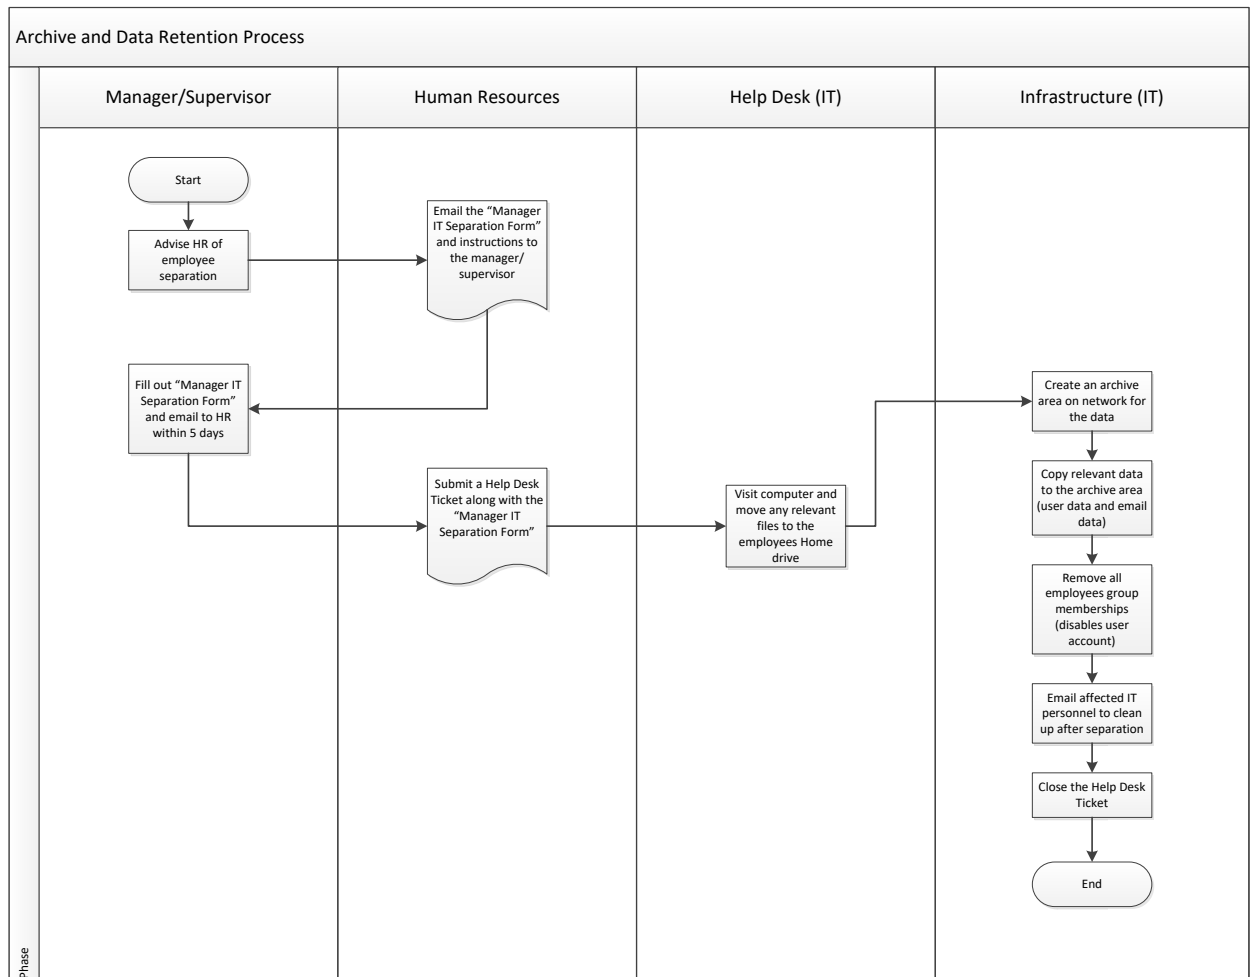 Archive and Data Retention Process
Manager/Supervisor
Human Resources
Help Desk (IT)
Infrastructure (IT)
Start
Advise HR of
employee
separation
Email the “Manager
IT Separation Form”
and instructions to
the manager/
supervisor
Fill out “Manager IT
Separation Form”
and email to HR
within 5 days
Submit a Help Desk
Ticket along with the
“Manager IT
Separation Form”
Visit computer and
move any relevant
files to the
employees Home
drive
Create an archive
area on network for
the data
Copy relevant data
to the archive area
(user data and email
data)
Remove all
employees group
memberships
(disables user
account)
Email affected IT
personnel to clean
up after separation
Close the Help Desk
Ticket
End
Phase